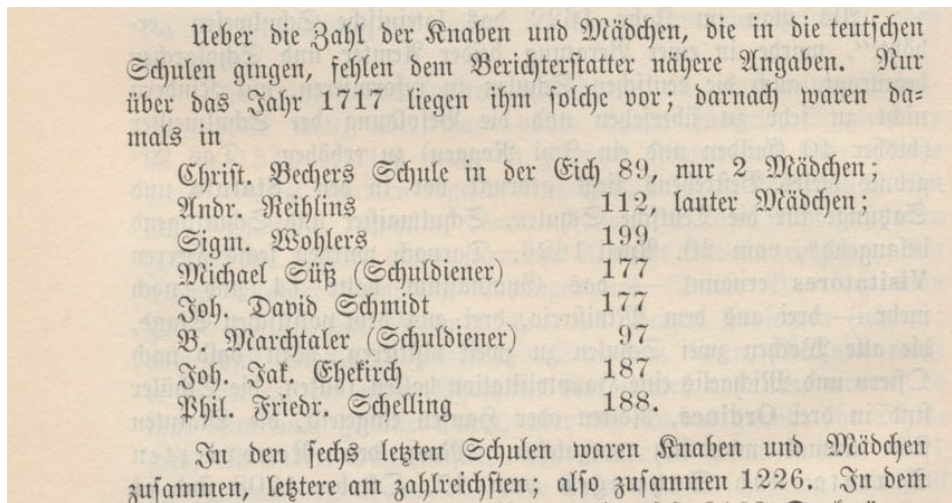 Ueber die Zahl der Knaben und Mädchen, die in die teutschen
Schulen gingen, fehlen dem Berichterstatter nähere Angaben. Nur
über das Jahr 1717 liegen ihm solche vor; darnach waren da-
mals in
Christ. Bechers Schule in der Eich 89, nur 2 Mädchen;
Andr. Reihlins 112, lauter Mädchen;
Sigm. Wohlers 199
Michael Süß (Schuldiener) 177
Joh. David Schmidt 177
B. Marchtaler (Schuldiener) 97
Joh. Jak. Ehekirch 187
Phil. Friedr. Schelling 188.
In den sechs letzten Schulen waren Knaben und Mädchen
zusammen, letztere am zahlreichsten; also zusammen 1226. In dem